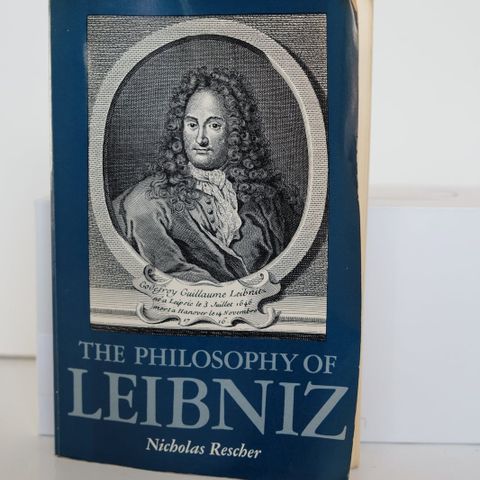 Godefroy Guillaume Leibnitz
né a Leipsic le 3 Juillet 1646
mort a Hanover le 14 Novembre
THE PHILOSOPHY OF
LEIBNIZ
Nicholas Rescher